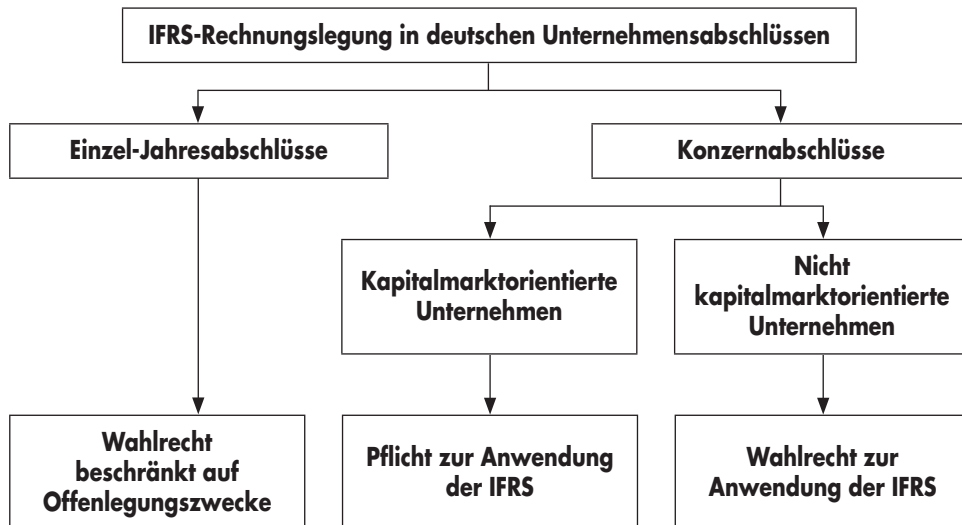 IFRS-Rechnungslegung in deutschen Unternehmensabschlüssen
Einzel-Jahresabschlüsse
Konzernabschlüsse
Kapitalmarktorientierte
Unternehmen
Nicht
kapitalmarktorientierte
Unternehmen
Wahlrecht
beschränkt auf
Offenlegungszwecke
Pflicht zur Anwendung
der IFRS
Wahlrecht zur
Anwendung der IFRS